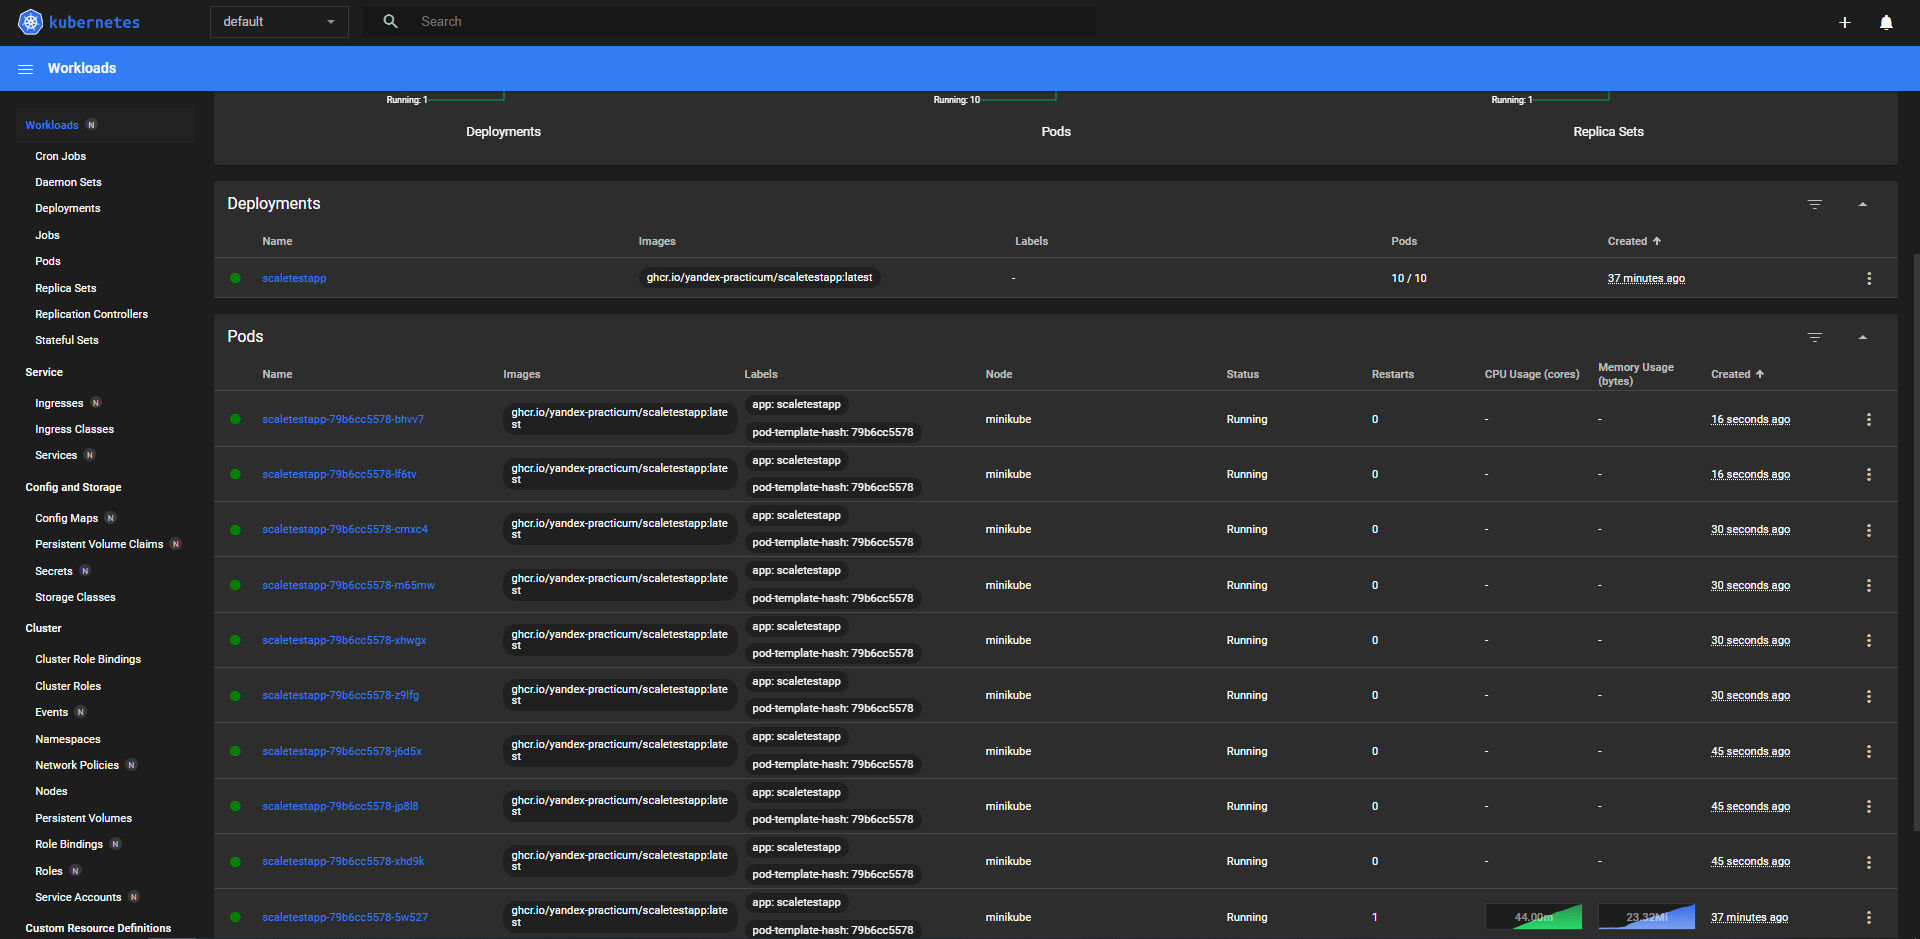 kubernetes
default
Search
Workloads
Workloads N
Cron Jobs
Daemon Sets
Deployments
Jobs
Pods
Replica Sets
Replication Controllers
Stateful Sets
Service
Ingresses N
Ingress Classes
Services N
Config and Storage
Config Maps N
Persistent Volume Claims N
Secrets N
Storage Classes
Cluster
Cluster Role Bindings
Cluster Roles
Events N
Namespaces
Network Policies N
Nodes
Persistent Volumes
Role Bindings N
Roles N
Service Accounts N
Custom Resource Definitions
Running: 1
Running: 10
Running: 1
Deployments
Pods
Replica Sets
Deployments
Name Images Labels Pods Created
scaletestapp ghcr.io/yandex-practicum/scaletestapp:latest - 10 / 10 37 minutes ago
Pods
Name Images Labels Node Status Restarts CPU Usage (cores) Memory Usage (bytes) Created
scaletestapp-79b6cc5578-bhvv7 ghcr.io/yandex-practicum/scaletestapp:latest app: scaletestapp pod-template-hash: 79b6cc5578 minikube Running 0 - - 16 seconds ago
scaletestapp-79b6cc5578-lf6tv ghcr.io/yandex-practicum/scaletestapp:latest app: scaletestapp pod-template-hash: 79b6cc5578 minikube Running 0 - - 16 seconds ago
scaletestapp-79b6cc5578-cmxc4 ghcr.io/yandex-practicum/scaletestapp:latest app: scaletestapp pod-template-hash: 79b6cc5578 minikube Running 0 - - 30 seconds ago
scaletestapp-79b6cc5578-m65mw ghcr.io/yandex-practicum/scaletestapp:latest app: scaletestapp pod-template-hash: 79b6cc5578 minikube Running 0 - - 30 seconds ago
scaletestapp-79b6cc5578-xhwgx ghcr.io/yandex-practicum/scaletestapp:latest app: scaletestapp pod-template-hash: 79b6cc5578 minikube Running 0 - - 30 seconds ago
scaletestapp-79b6cc5578-z9lfg ghcr.io/yandex-practicum/scaletestapp:latest app: scaletestapp pod-template-hash: 79b6cc5578 minikube Running 0 - - 30 seconds ago
scaletestapp-79b6cc5578-j6d5x ghcr.io/yandex-practicum/scaletestapp:latest app: scaletestapp pod-template-hash: 79b6cc5578 minikube Running 0 - - 45 seconds ago
scaletestapp-79b6cc5578-jp8l8 ghcr.io/yandex-practicum/scaletestapp:latest app: scaletestapp pod-template-hash: 79b6cc5578 minikube Running 0 - - 45 seconds ago
scaletestapp-79b6cc5578-xhd9k ghcr.io/yandex-practicum/scaletestapp:latest app: scaletestapp pod-template-hash: 79b6cc5578 minikube Running 0 - - 45 seconds ago
scaletestapp-79b6cc5578-5w527 ghcr.io/yandex-practicum/scaletestapp:latest app: scaletestapp pod-template-hash: 79b6cc5578 minikube Running 1 44.00m 23.32Mi 37 minutes ago